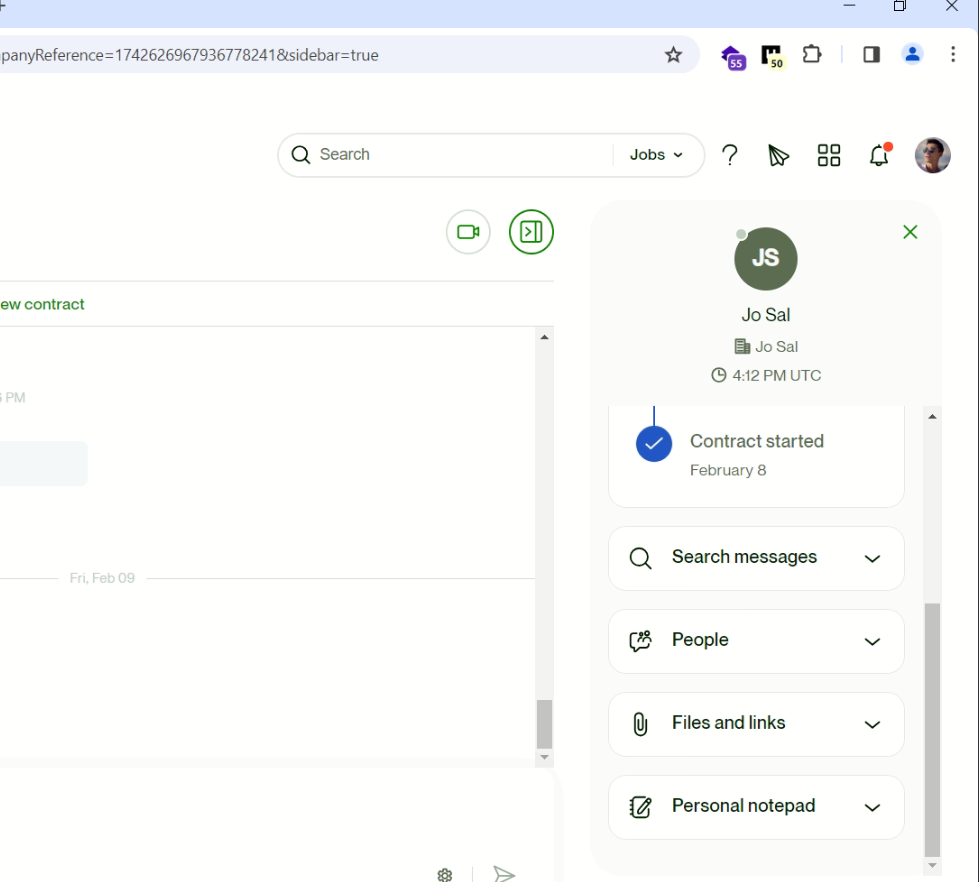 panyReference=1742626967936778241&sidebar=true
55
50
Search
Jobs
ew contract
PM
Fri, Feb 09
JS
Jo Sal
Jo Sal
4:12 PM UTC
Contract started
February 8
Search messages
People
Files and links
Personal notepad